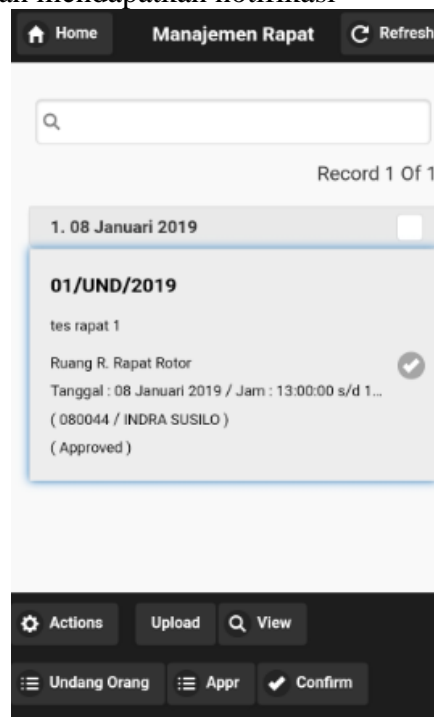 mendapatkan notifikasi
Home Manajemen Rapat Refresh
Record 1 Of 1
1. 08 Januari 2019
01/UND/2019
tes rapat 1
Ruang R. Rapat Rotor
Tanggal : 08 Januari 2019 / Jam : 13:00:00 s/d 1...
( 080044 / INDRA SUSILO )
( Approved )
Actions Upload View
Undang Orang Appr Confirm